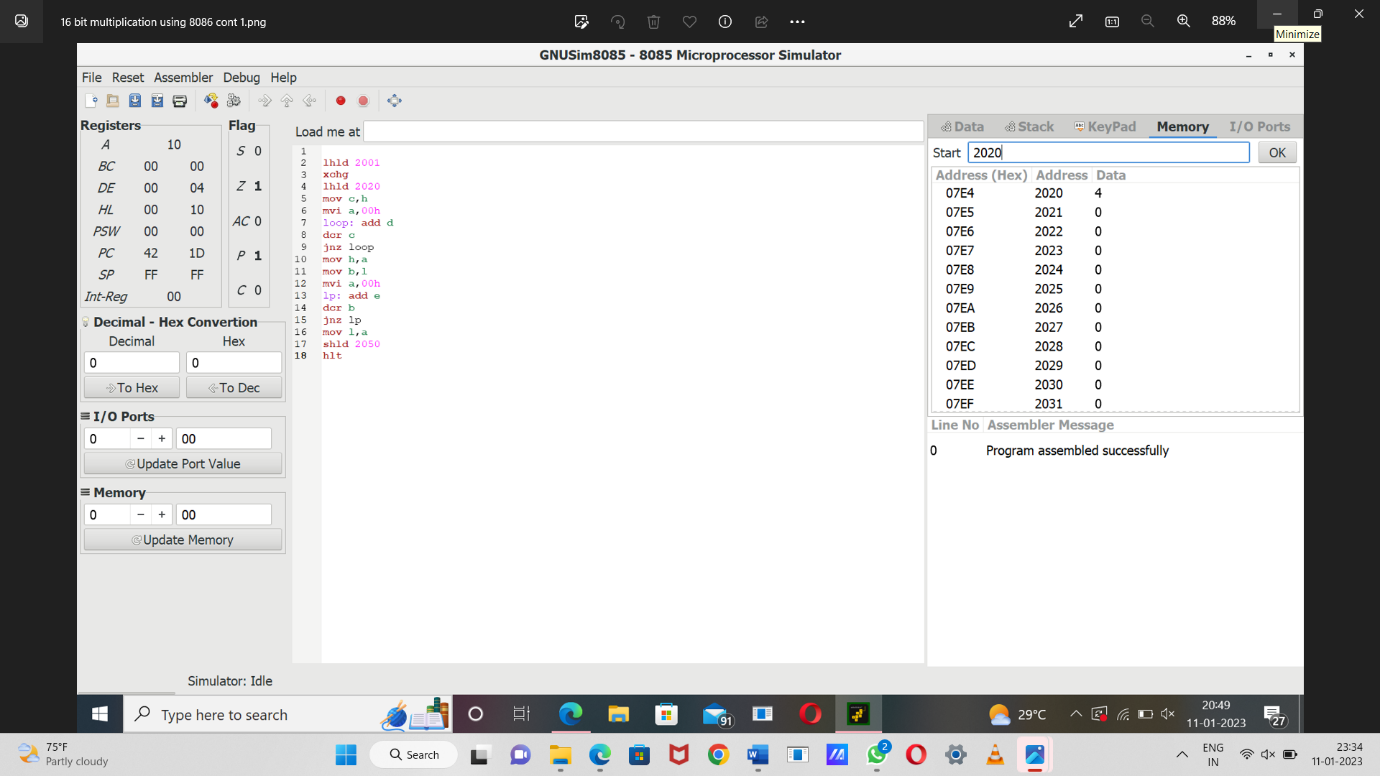 16 bit multiplication using 8086 cont 1.png
88%
Minimize
GNUSim8085 - 8085 Microprocessor Simulator
File Reset Assembler Debug Help
Registers
A 10
BC 00 00
DE 00 04
HL 00 10
PSW 00 00
PC 42 1D
SP FF FF
Int-Reg 00
Flag
S 0
Z 1
AC 0
P 1
C 0
Decimal - Hex Convertion
Decimal Hex
0 0
To Hex To Dec
I/O Ports
0 - + 00
Update Port Value
Memory
0 - + 00
Update Memory
Load me at
1
2 lhld 2001
3 xchg
4 lhld 2020
5 mov c,h
6 mvi a,00h
7 loop: add d
8 dcr c
9 jnz loop
10 mov h,a
11 mov b,l
12 mvi a,00h
13 lp: add e
14 dcr b
15 jnz lp
16 mov l,a
17 shld 2050
18 hlt
Data Stack KeyPad Memory I/O Ports
Start 2020 OK
Address (Hex) Address Data
07E4 2020 4
07E5 2021 0
07E6 2022 0
07E7 2023 0
07E8 2024 0
07E9 2025 0
07EA 2026 0
07EB 2027 0
07EC 2028 0
07ED 2029 0
07EE 2030 0
07EF 2031 0
Line No Assembler Message
0 Program assembled successfully
Simulator: Idle
Type here to search
91
29°C
20:49
11-01-2023
27
75°F
Partly cloudy
Search
2
ENG
IN
23:34
11-01-2023